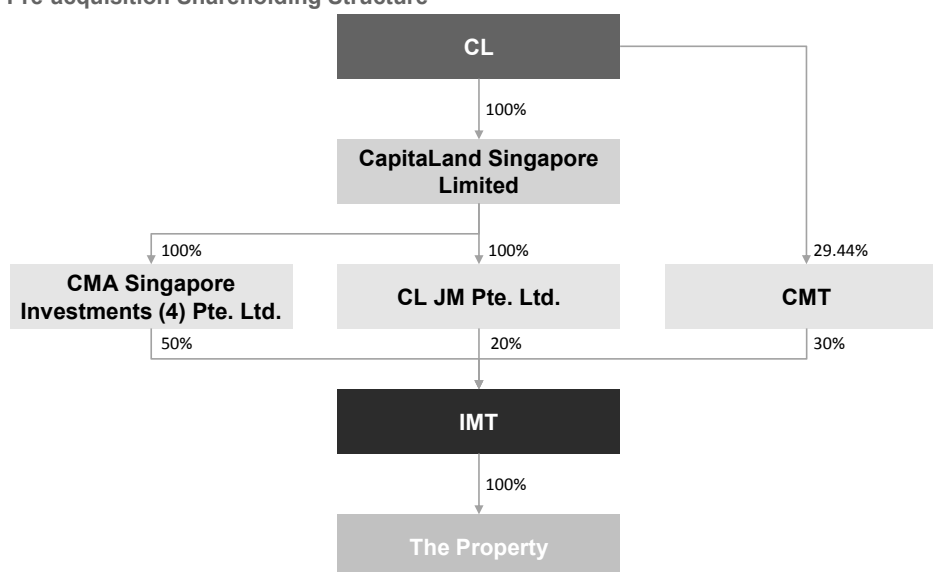 Pre-acquisition Shareholding Structure
CL
100%
CapitaLand Singapore
Limited
100%
100%
29.44%
CMA Singapore
Investments (4) Pte. Ltd.
CL JM Pte. Ltd.
CMT
50%
20%
30%
IMT
100%
The Property